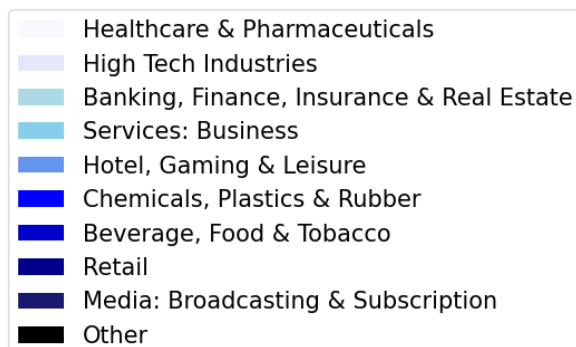 Healthcare & Pharmaceuticals
High Tech Industries
Banking, Finance, Insurance & Real Estate
Services: Business
Hotel, Gaming & Leisure
Chemicals, Plastics & Rubber
Beverage, Food & Tobacco
Retail
Media: Broadcasting & Subscription
Other